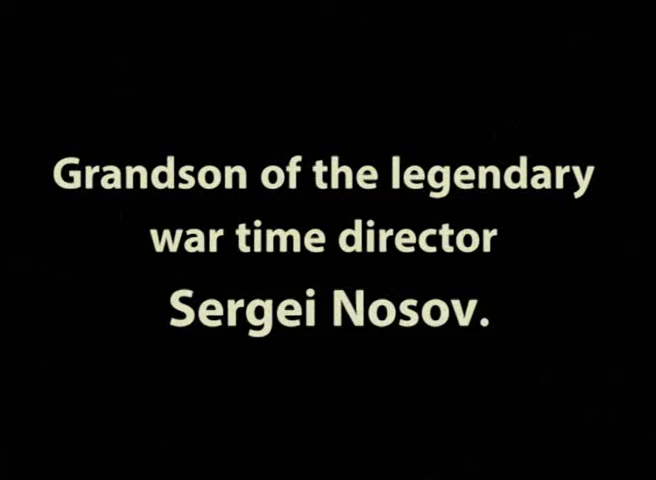 Grandson of the legendary
war time director
Sergei Nosov.